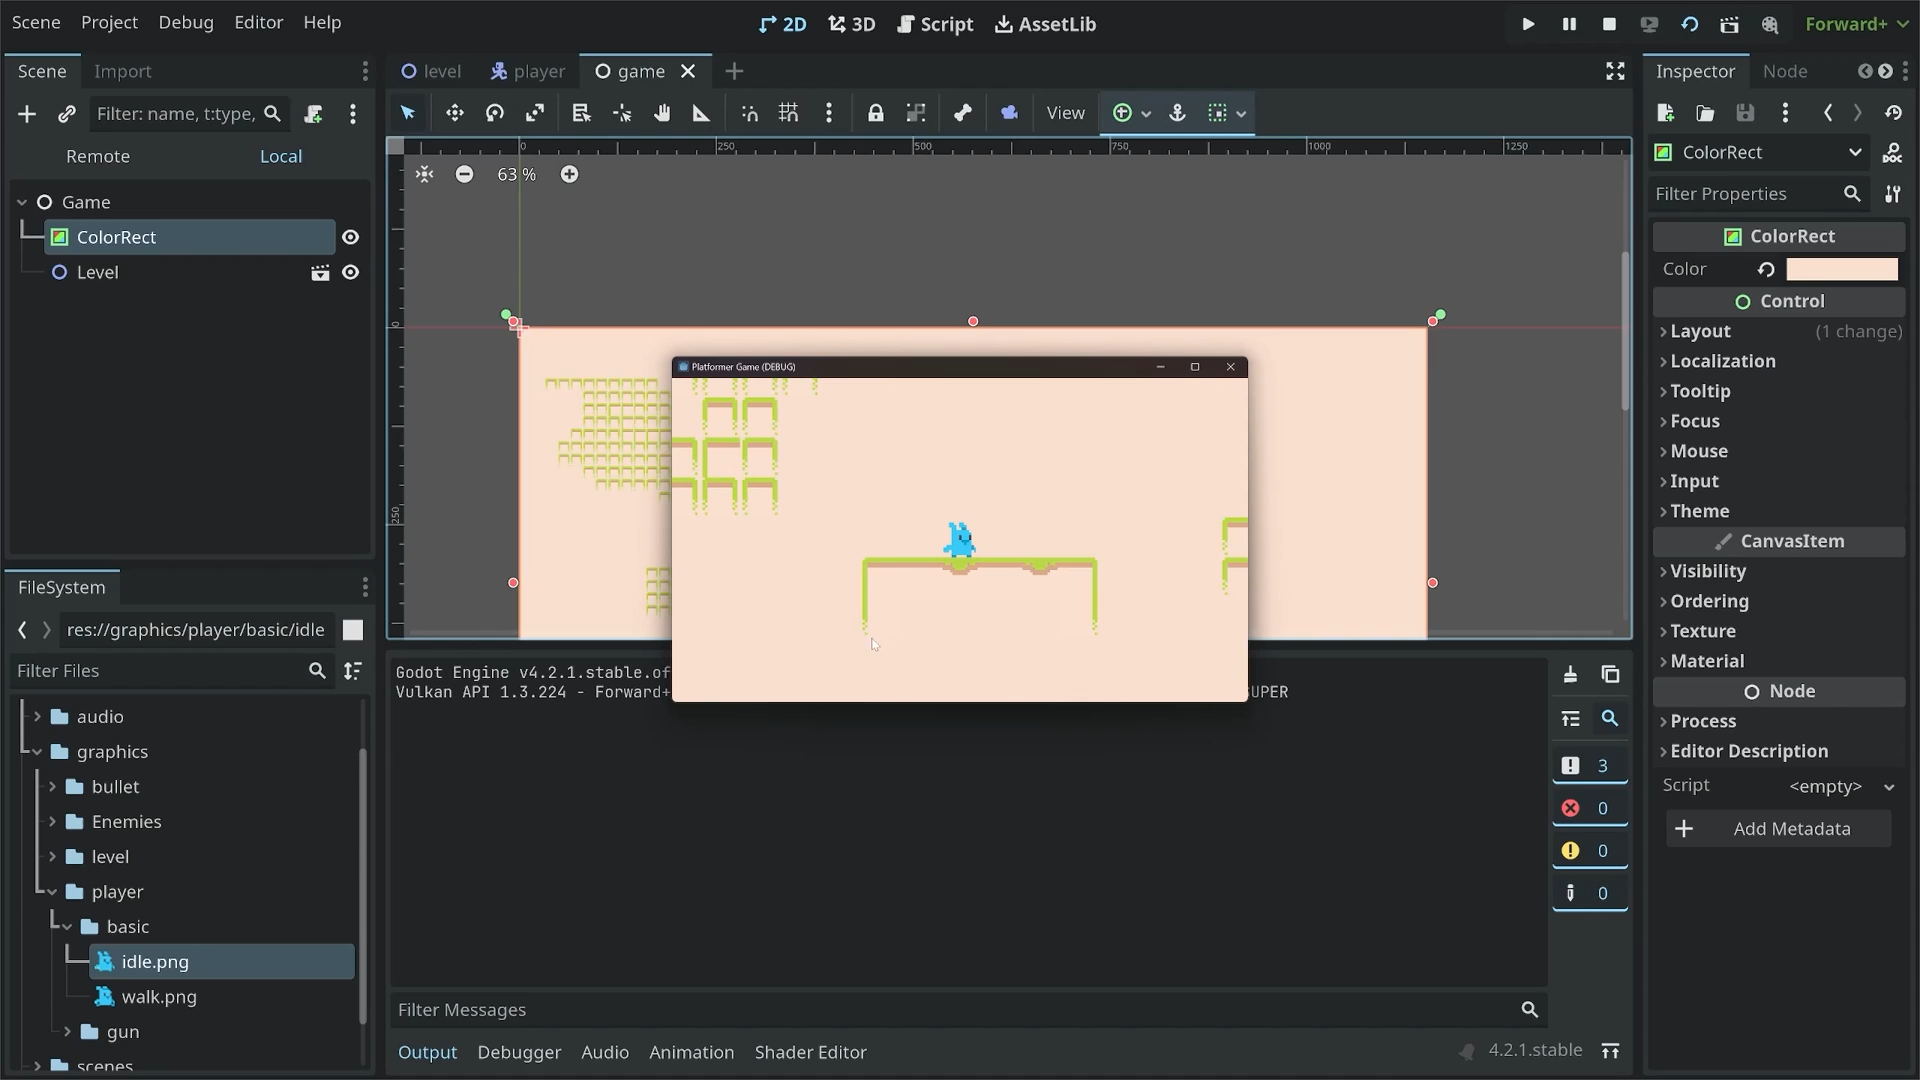 Scene Project Debug Editor Help
2D 3D Script AssetLib
Forward+
Scene Import
level player game
Inspector Node
Filter: name, t:type,
View
Remote Local
0 250 500 750 1000 1250
ColorRect
63 %
Filter Properties
Game
ColorRect
Level
ColorRect
Color
Control
Layout (1 change)
Localization
Tooltip
Focus
Mouse
Input
Theme
CanvasItem
Visibility
Ordering
Texture
Material
Node
Process
Editor Description
Script <empty>
Add Metadata
0
250
Platformer Game (DEBUG)
FileSystem
res://graphics/player/basic/idle
Filter Files
audio
graphics
bullet
Enemies
level
player
basic
idle.png
walk.png
gun
scenes
Godot Engine v4.2.1.stable.of
Vulkan API 1.3.224 - Forward+
SUPER
3
0
0
0
Filter Messages
Output Debugger Audio Animation Shader Editor
4.2.1.stable